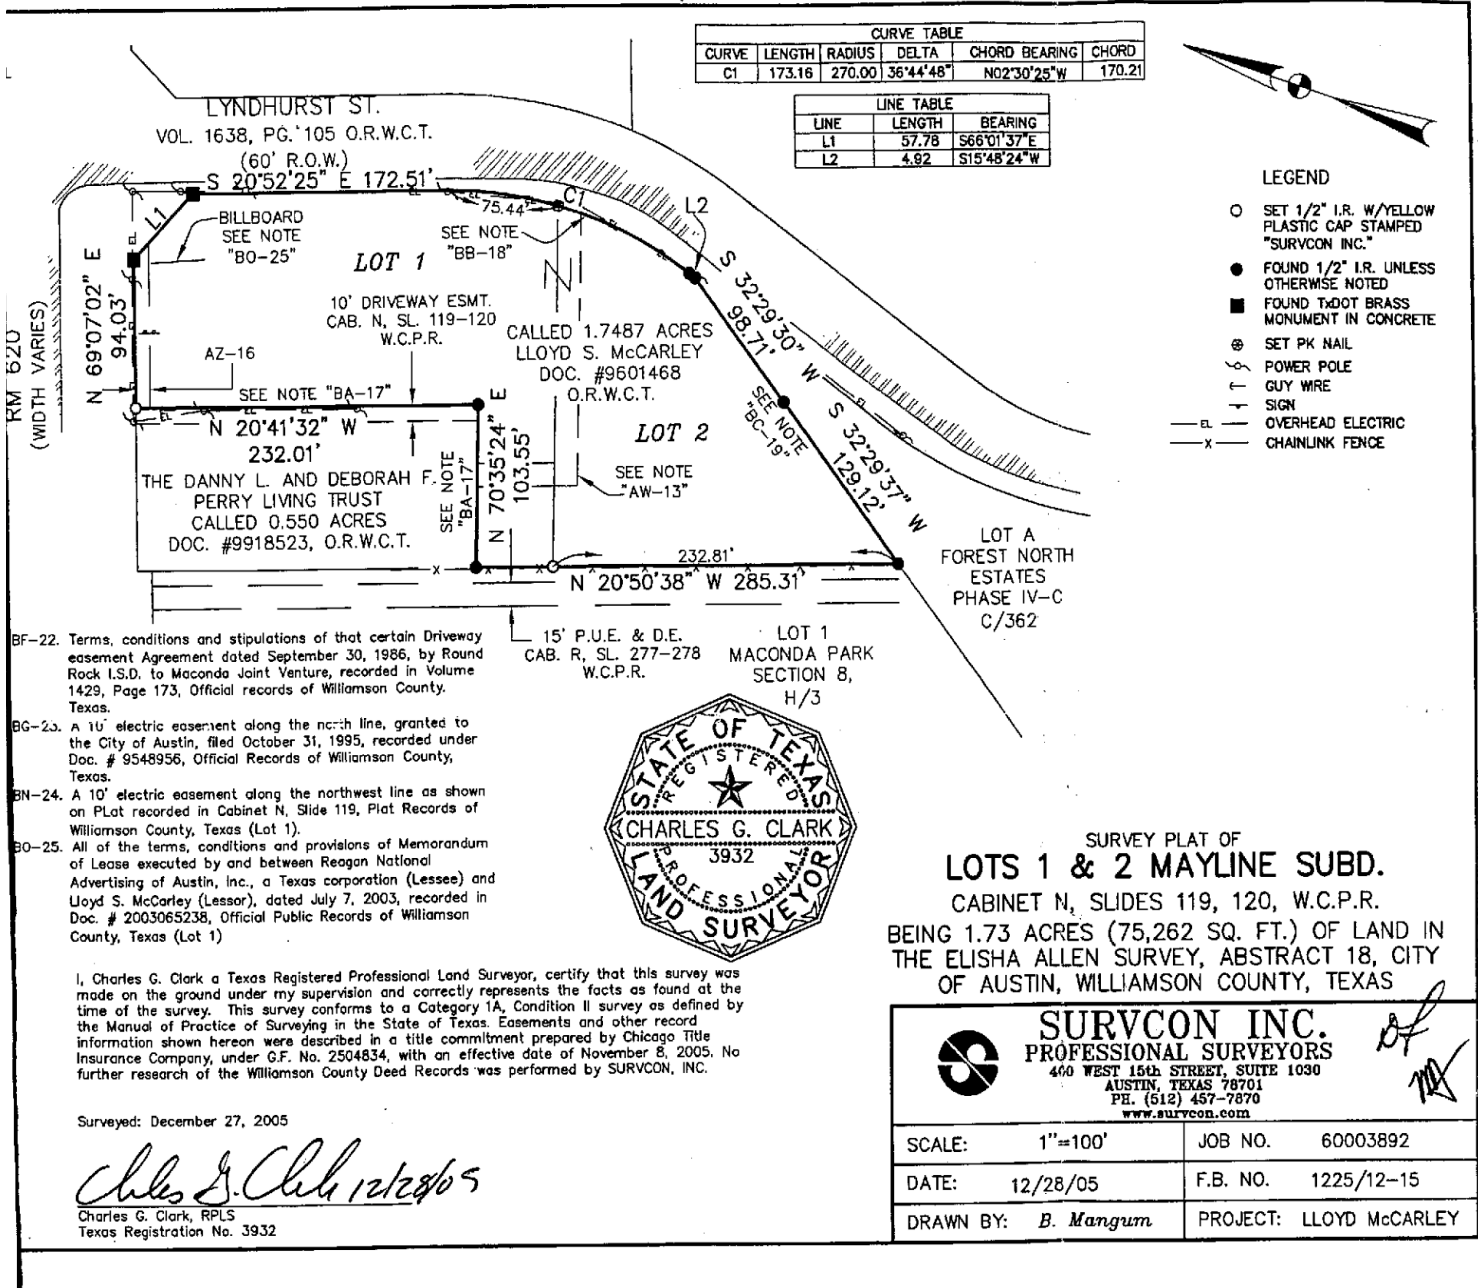 CURVE TABLE
CURVE LENGTH RADIUS DELTA CHORD BEARING CHORD
C1 173.16 270.00 36°44'48" N02°30'25"W 170.21
LINE TABLE
LINE LENGTH BEARING
L1 57.78 S66°01'37"E
L2 4.92 S15°48'24"W
LEGEND
SET 1/2" I.R. W/YELLOW
PLASTIC CAP STAMPED
"SURVCON INC."
FOUND 1/2" I.R. UNLESS
OTHERWISE NOTED
FOUND TxDOT BRASS
MONUMENT IN CONCRETE
SET PK NAIL
POWER POLE
GUY WIRE
SIGN
EL OVERHEAD ELECTRIC
X CHAINLINK FENCE
LYNDHURST ST.
VOL. 1638, PG. 105 O.R.W.C.T.
(60' R.O.W.)
S 20°52'25" E 172.51'
L1
75.44'
C1
L2
BILLBOARD
SEE NOTE
"BO-25"
SEE NOTE
"BB-18"
LOT 1
N
10' DRIVEWAY ESMT.
CAB. N, SL. 119-120
W.C.P.R.
CALLED 1.7487 ACRES
LLOYD S. McCARLEY
DOC. #9601468
O.R.W.C.T.
LOT 2
RM 620
(WIDTH VARIES)
N 69°07'02" E
94.03'
AZ-16
SEE NOTE "BA-17"
N 20°41'32" W
232.01'
THE DANNY L. AND DEBORAH F.
PERRY LIVING TRUST
CALLED 0.550 ACRES
DOC. #9918523, O.R.W.C.T.
SEE NOTE
"BA-17"
N 70°35'24" E
103.55'
SEE NOTE
"AW-13"
S 32°29'30" W
98.71'
SEE NOTE
"BC-19"
S 32°29'37" W
129.12'
232.81'
N 20°50'38" W 285.31'
LOT A
FOREST NORTH
ESTATES
PHASE IV-C
C/362
15' P.U.E. & D.E.
CAB. R, SL. 277-278
W.C.P.R.
LOT 1
MACONDA PARK
SECTION 8,
H/3
BF-22. Terms, conditions and stipulations of that certain Driveway
easement Agreement dated September 30, 1986, by Round
Rock I.S.D. to Maconda Joint Venture, recorded in Volume
1429, Page 173, Official records of Williamson County.
Texas.
A 10' electric easement along the north line, granted to
the City of Austin, filed October 31, 1995, recorded under
Doc. # 9548956, Official Records of Williamson County,
Texas.
BN-24. A 10' electric easement along the northwest line as shown
on PLat recorded in Cabinet N, Slide 119, Plat Records of
Williamson County, Texas (Lot 1).
BO-25. All of the terms, conditions and provisions of Memorandum
of Lease executed by and between Reagan National
Advertising of Austin, Inc., a Texas corporation (Lessee) and
Lloyd S. McCarley (Lessor), dated July 7, 2003, recorded in
Doc. # 2003065238, Official Public Records of Williamson
County, Texas (Lot 1)
STATE OF TEXAS
REGISTERED
CHARLES G. CLARK
3932
PROFESSIONAL
LAND SURVEYOR
I, Charles G. Clark a Texas Registered Professional Land Surveyor, certify that this survey was
made on the ground under my supervision and correctly represents the facts as found at the
time of the survey. This survey conforms to a Category 1A, Condition II survey as defined by
the Manual of Practice of Surveying in the State of Texas. Easements and other record
information shown hereon were described in a title commitment prepared by Chicago Title
Insurance Company, under G.F. No. 2504834, with an effective date of November 8, 2005. No
further research of the Williamson County Deed Records was performed by SURVCON, INC.
Surveyed: December 27, 2005
Charles G. Clark 12/28/05
Charles G. Clark, RPLS
Texas Registration No. 3932
SURVEY PLAT OF
LOTS 1 & 2 MAYLINE SUBD.
CABINET N, SLIDES 119, 120, W.C.P.R.
BEING 1.73 ACRES (75,262 SQ. FT.) OF LAND IN
THE ELISHA ALLEN SURVEY, ABSTRACT 18, CITY
OF AUSTIN, WILLIAMSON COUNTY, TEXAS
SURVCON INC.
PROFESSIONAL SURVEYORS
400 WEST 15th STREET, SUITE 1030
AUSTIN, TEXAS 78701
PH. (512) 457-7870
www.survcon.com
SCALE: 1"=100' JOB NO. 60003892
DATE: 12/28/05 F.B. NO. 1225/12-15
DRAWN BY: B. Mangum PROJECT: LLOYD McCARLEY